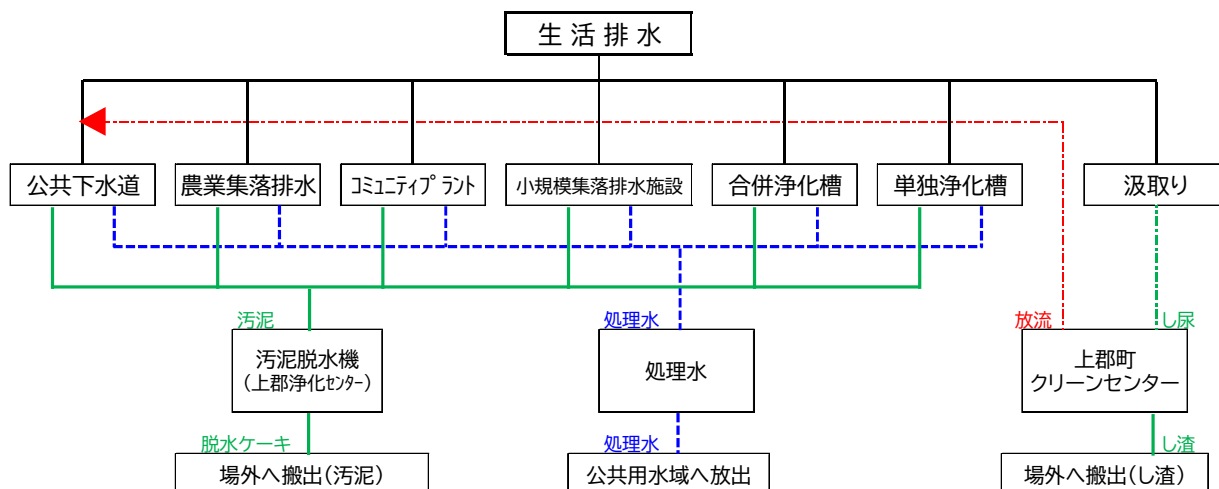 生活排水
公共下水道
農業集落排水
ｺﾐｭﾆﾃｨﾌﾟﾗﾝﾄ
小規模集落排水施設
合併浄化槽
単独浄化槽
汲取り
汚泥
処理水
放流
し尿
汚泥脱水機
(上郡浄化ｾﾝﾀｰ)
処理水
上郡町
クリーンセンター
脱水ケーキ
処理水
し渣
場外へ搬出(汚泥)
公共用水域へ放出
場外へ搬出(し渣)